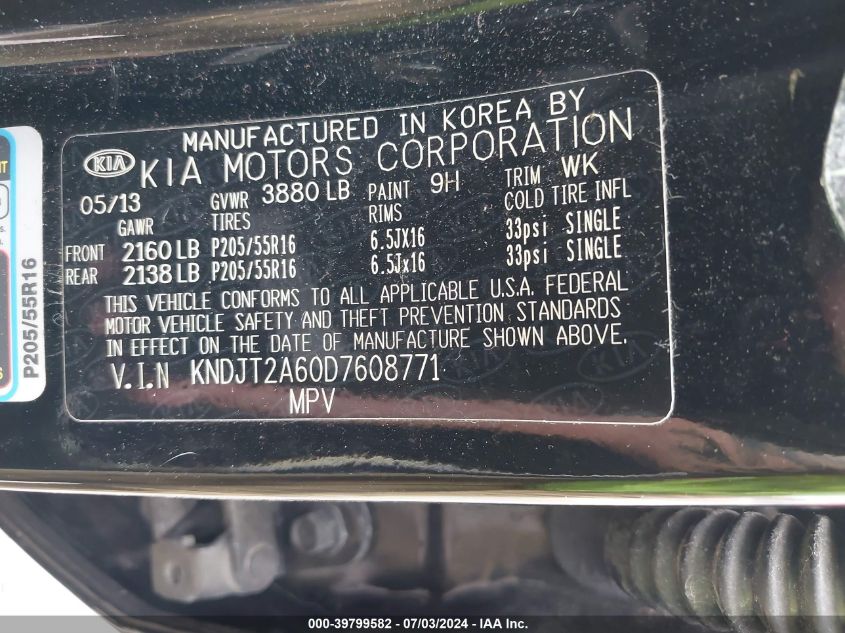 MANUFACTURED IN KOREA BY
KIA KIA MOTORS CORPORATION
05/13 GVWR 3880 LB PAINT 9H TRIM WK
GAWR TIRES RIMS COLD TIRE INFL
FRONT 2160 LB P205/55R16 6.5JX16 33psi SINGLE
REAR 2138 LB P205/55R16 6.5Jx16 33psi SINGLE
THIS VEHICLE CONFORMS TO ALL APPLICABLE U.S.A. FEDERAL
MOTOR VEHICLE SAFETY AND THEFT PREVENTION STANDARDS
IN EFFECT ON THE DATE OF MANUFACTURE SHOWN ABOVE.
V.I.N KNDJT2A60D7608771
MPV
P205/55R16
000-39799582 - 07/03/2024 - IAA Inc.